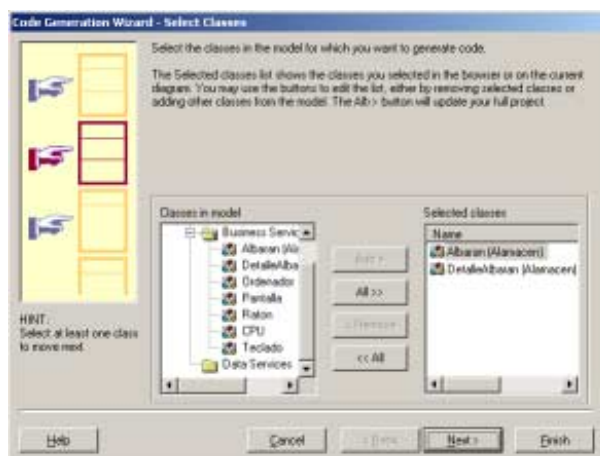 Code Generation Wizard - Select Classes
Select the classes in the model for which you want to generate code.
The Selected classes list shows the classes you selected in the browser or on the current
diagram. You may use the buttons to edit the list, either by removing selected classes or
adding other classes from the model. The All>> button will update your full project
Classes in model
Selected classes
Business Servic
Albaran (Ala
DetalleAlba
Ordenador
Pantalla
Raton
CPU
Teclado
Data Services
Add >
All >>
< Remove
<< All
Name
Albaran (Alamacen)
DetalleAlbaran (Alamacen)
HINT:
Select at least one class
to move next.
Help
Cancel
< Back
Next >
Finish